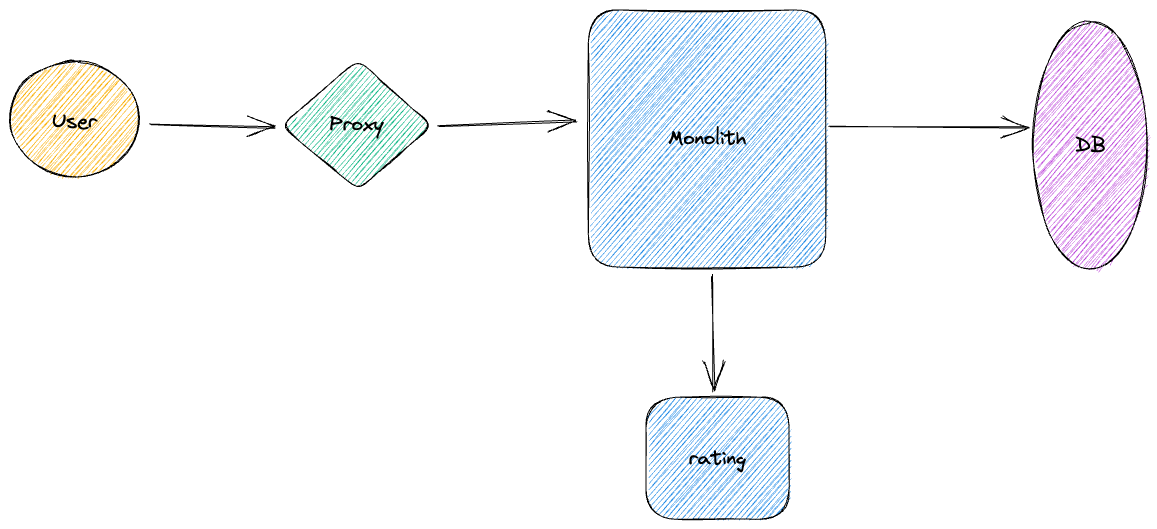 User
Proxy
Monolith
DB
rating